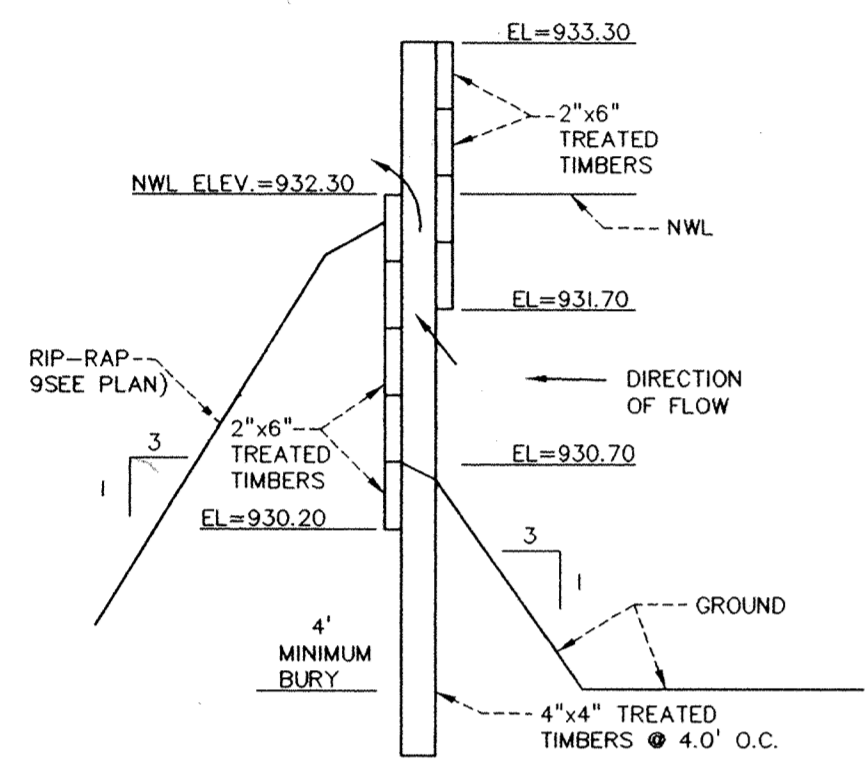 EL=933.30
2"x6"
TREATED
TIMBERS
NWL ELEV.=932.30
NWL
EL=931.70
RIP-RAP
9SEE PLAN)
DIRECTION
OF FLOW
2"x6"
TREATED
TIMBERS
3
1
EL=930.70
EL=930.20
3
1
GROUND
4'
MINIMUM
BURY
4"x4" TREATED
TIMBERS @ 4.0' O.C.